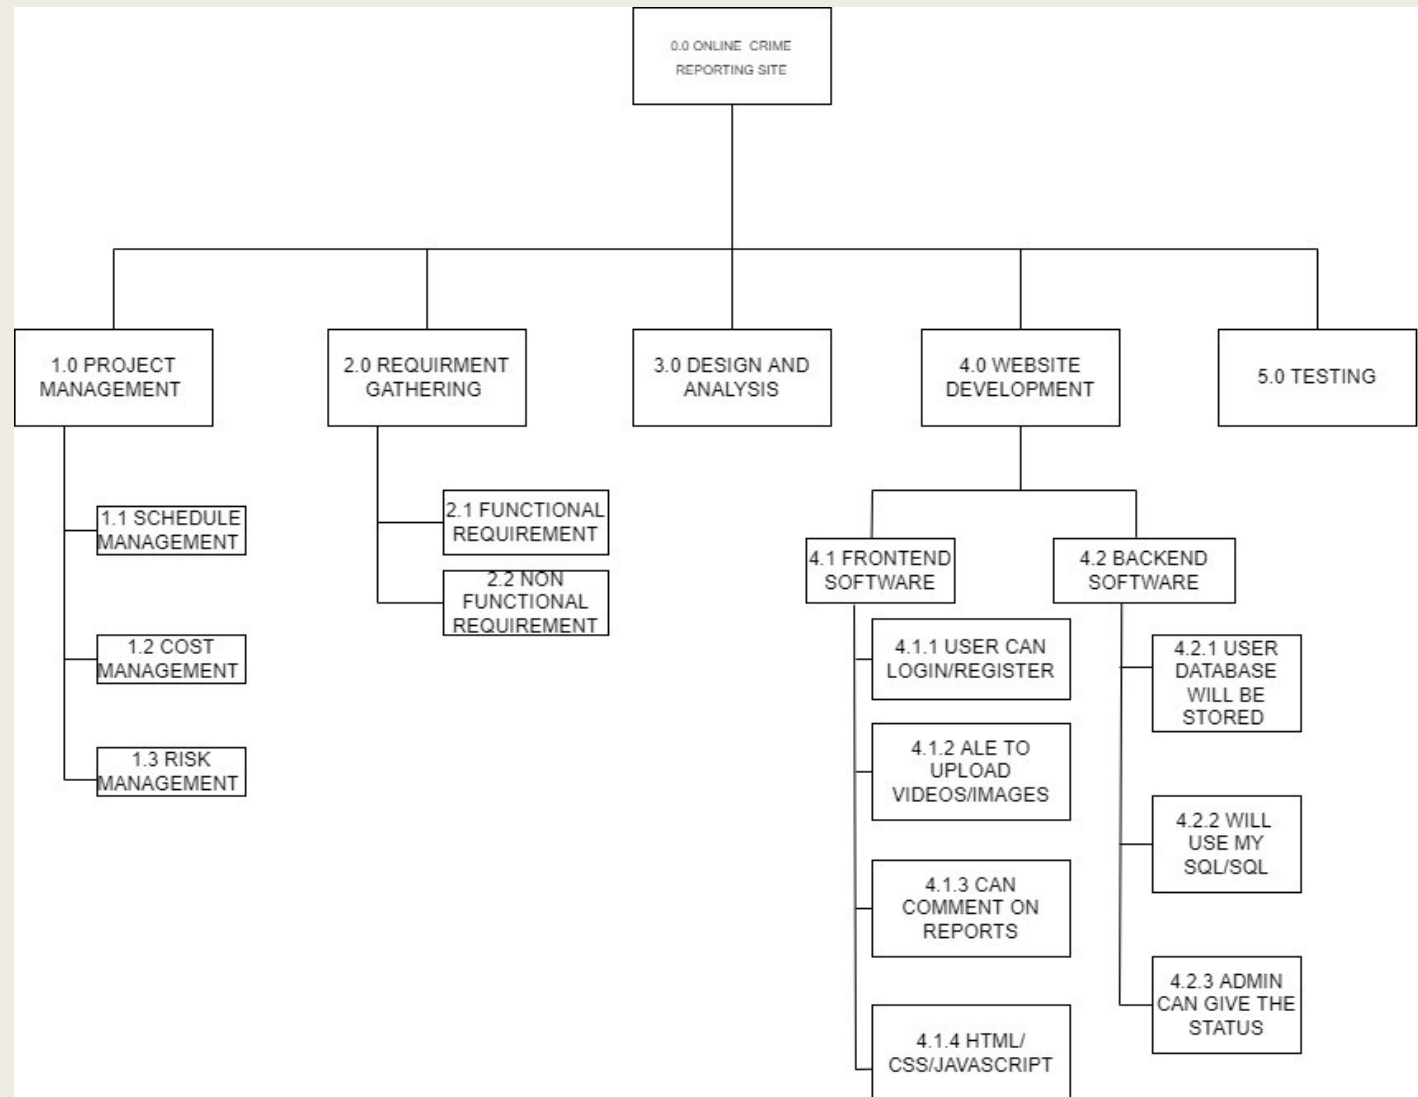 0.0 ONLINE CRIME
REPORTING SITE
1.0 PROJECT
MANAGEMENT
2.0 REQUIRMENT
GATHERING
3.0 DESIGN AND
ANALYSIS
4.0 WEBSITE
DEVELOPMENT
5.0 TESTING
1.1 SCHEDULE
MANAGEMENT
1.2 COST
MANAGEMENT
1.3 RISK
MANAGEMENT
2.1 FUNCTIONAL
REQUIREMENT
2.2 NON
FUNCTIONAL
REQUIREMENT
4.1 FRONTEND
SOFTWARE
4.1.1 USER CAN
LOGIN/REGISTER
4.1.2 ALE TO
UPLOAD
VIDEOS/IMAGES
4.1.3 CAN
COMMENT ON
REPORTS
4.1.4 HTML/
CSS/JAVASCRIPT
4.2 BACKEND
SOFTWARE
4.2.1 USER
DATABASE
WILL BE
STORED
4.2.2 WILL
USE MY
SQL/SQL
4.2.3 ADMIN
CAN GIVE THE
STATUS